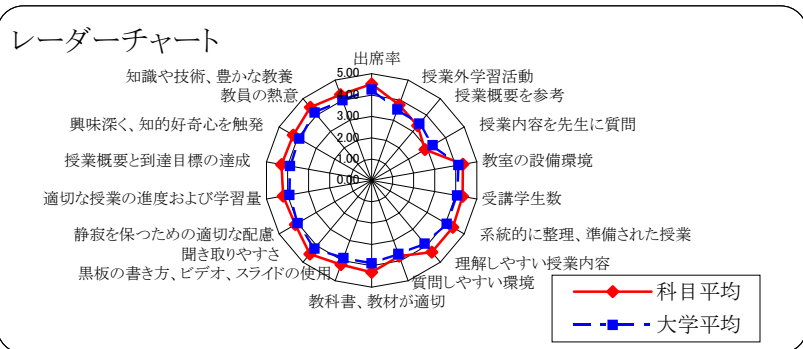 レーダーチャート
出席率
授業外学習活動
授業概要を参考
授業内容を先生に質問
教室の設備環境
受講学生数
系統的に整理、準備された授業
理解しやすい授業内容
質問しやすい環境
教科書、教材が適切
黒板の書き方、ビデオ、スライドの使用
聞き取りやすさ
静寂を保つための適切な配慮
適切な授業の進度および学習量
授業概要と到達目標の達成
興味深く、知的好奇心を触発
教員の熱意
知識や技術、豊かな教養
5.00
4.00
3.00
2.00
1.00
0.00
科目平均
大学平均